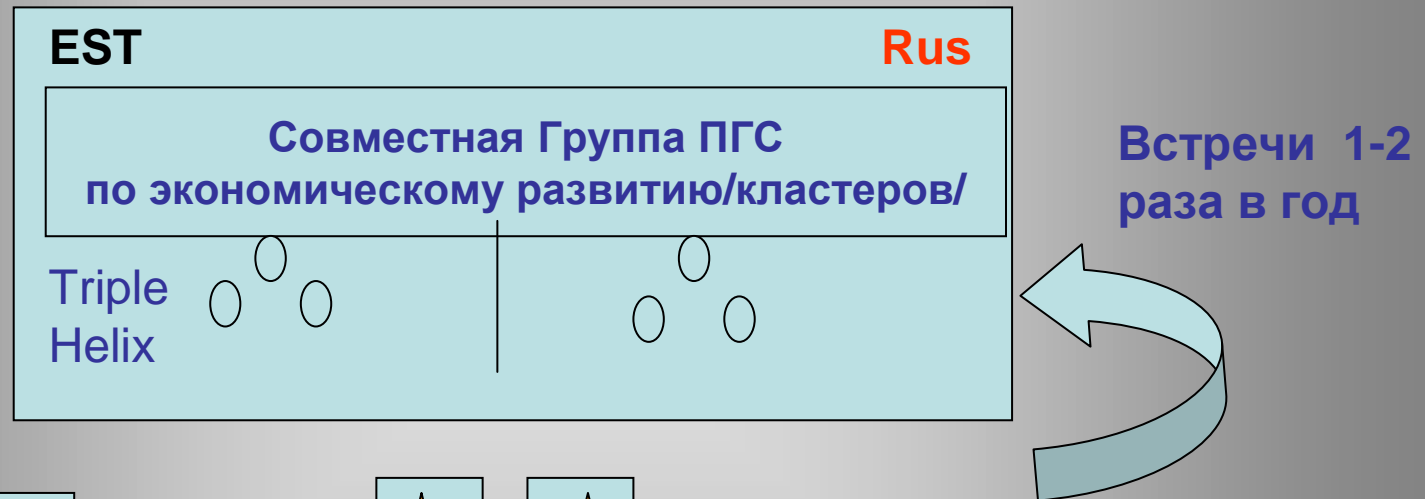 EST Rus
Совместная Группа ПГС
по экономическому развитию/кластеров/
Встречи 1-2
раза в год
Triple
Helix